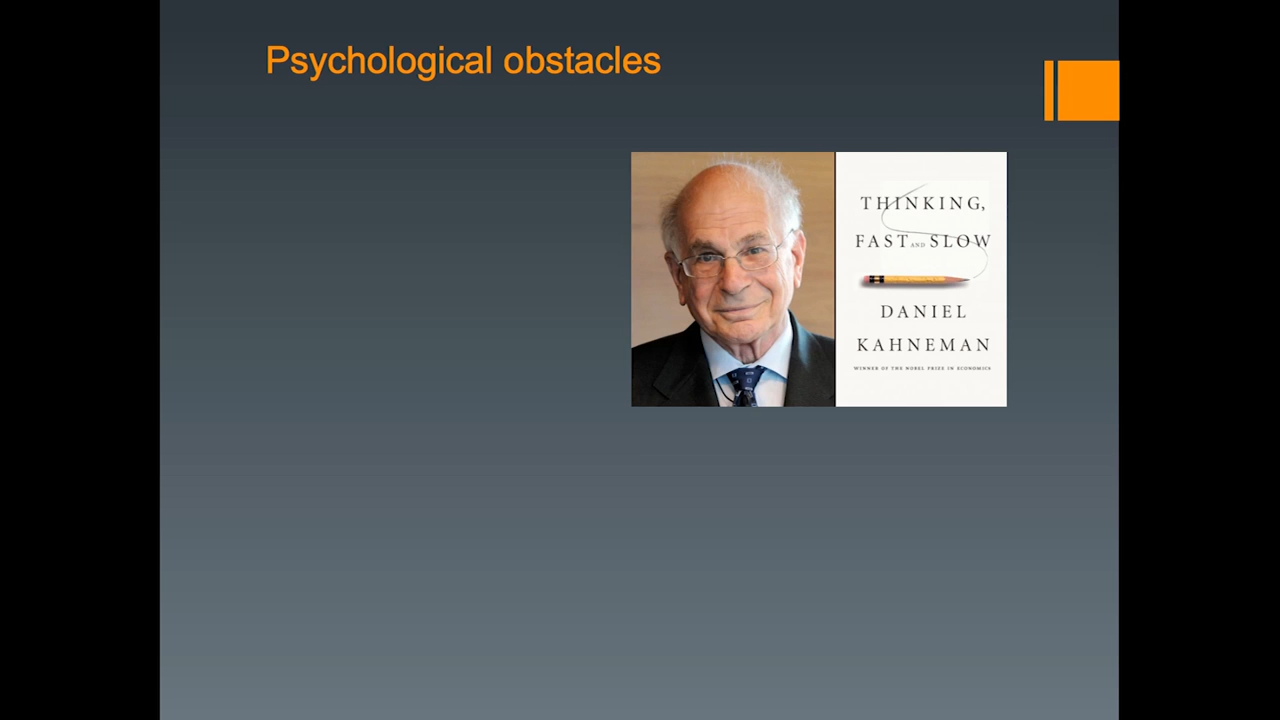 Psychological obstacles
THINKING,
FAST AND SLOW
DANIEL
KAHNEMAN
WINNER OF THE NOBEL PRIZE IN ECONOMICS